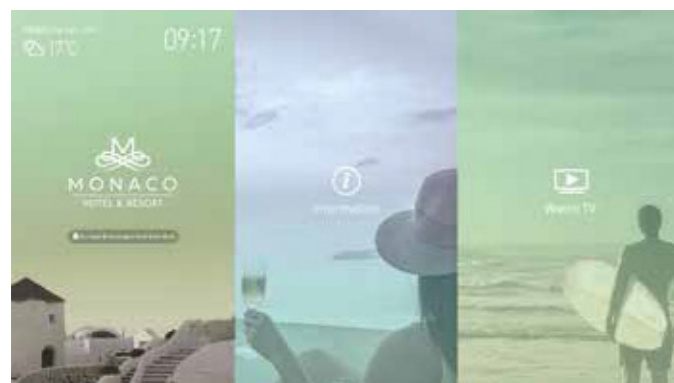 17℃
09:17
M
MONACO
HOTEL & RESORT
i
Information
Watch TV